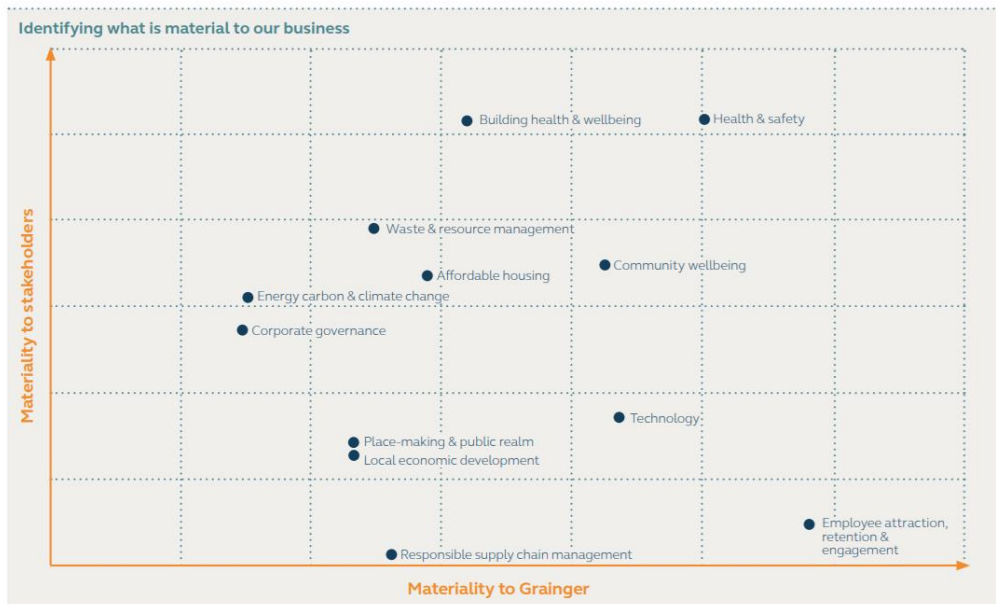 Identifying what is material to our business
Materiality to stakeholders
Building health & wellbeing
Health & safety
Waste & resource management
Community wellbeing
Affordable housing
Energy carbon & climate change
Corporate governance
Technology
Place-making & public realm
Local economic development
Employee attraction,
retention &
engagement
Responsible supply chain management
Materiality to Grainger